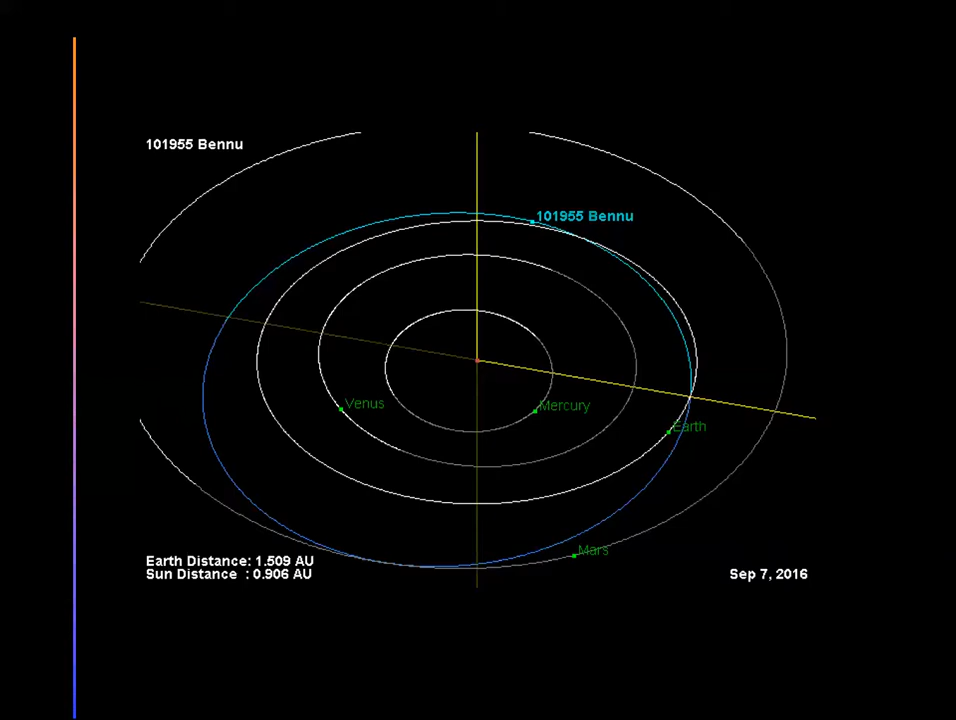 101955 Bennu
101955 Bennu
Venus
Mercury
Earth
Mars
Earth Distance: 1.509 AU
Sun Distance : 0.906 AU
Sep 7, 2016